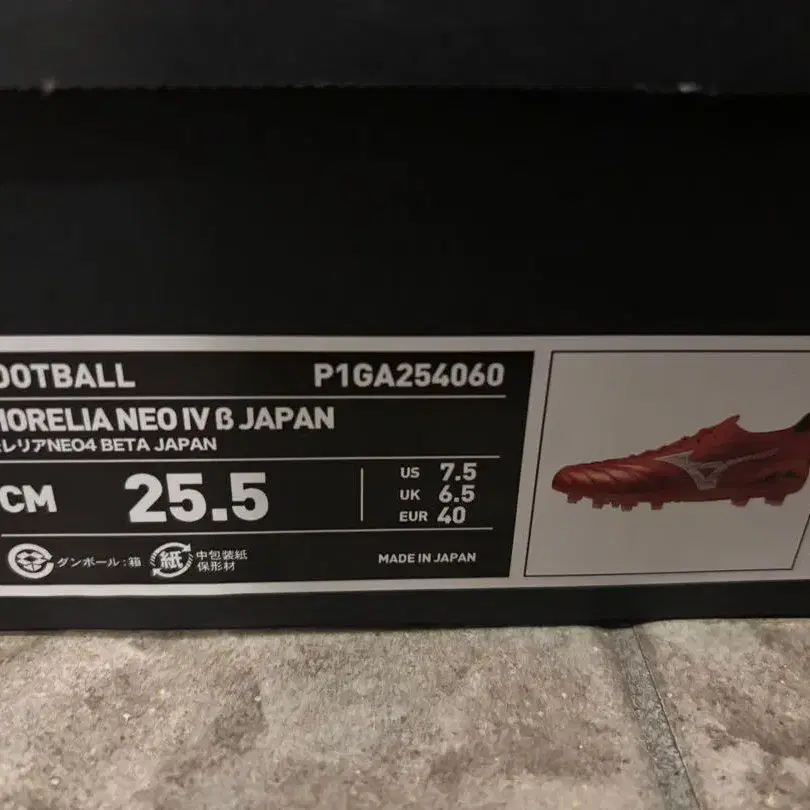 OOTBALL P1GA254060
MORELIA NEO IV β JAPAN
レリアNEO4 BETA JAPAN
CM 25.5
US 7.5
UK 6.5
EUR 40
ダンボール:箱 紙 中包装紙
保形材
MADE IN JAPAN